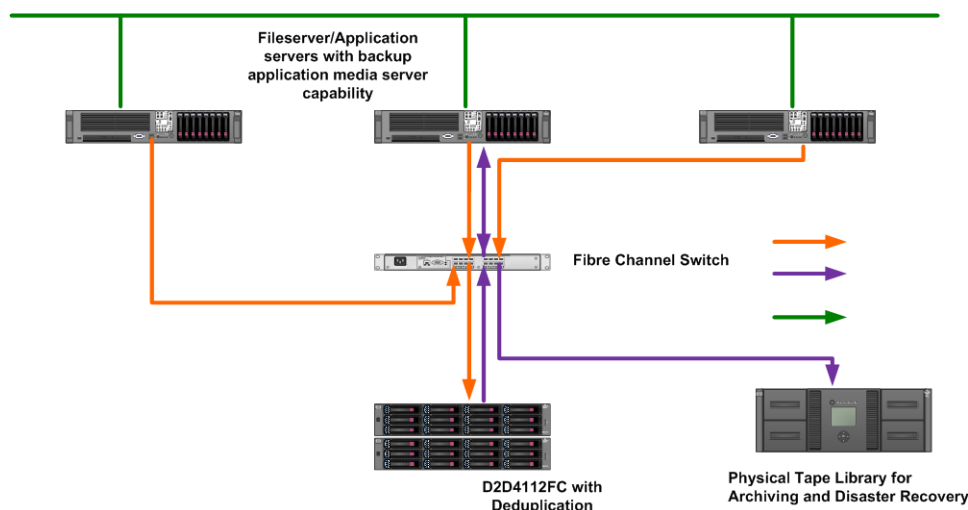 Fileserver/Application
servers with backup
application media server
capability
Fibre Channel Switch
D2D4112FC with
Deduplication
Physical Tape Library for
Archiving and Disaster Recovery